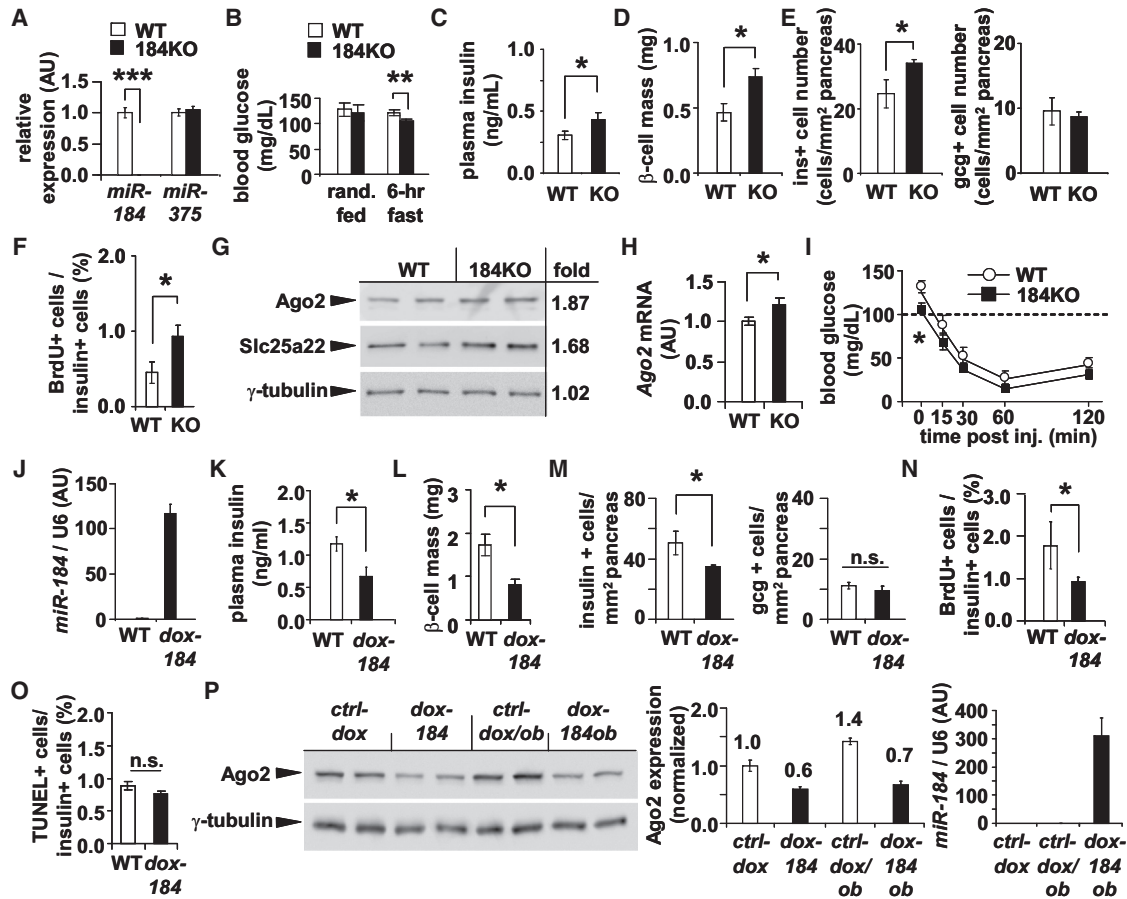 A
WT
184KO
relative
expression (AU)
1.5
1.0
0.5
0
***
miR-
184
miR-
375
B
WT
184KO
blood glucose
(mg/dL)
150
100
50
0
**
rand.
fed
6-hr
fast
C
plasma insulin
(ng/mL)
1.0
0.5
0.0
*
WT KO
D
β-cell mass (mg)
1.0
0.5
0.0
*
WT KO
E
ins+ cell number
(cells/mm² pancreas)
40
20
0
*
WT KO
gcg+ cell number
(cells/mm² pancreas)
20
10
0
WT KO
F
BrdU+ cells /
insulin+ cells (%)
2.0
1.0
0.0
*
WT KO
G
WT 184KO fold
Ago2 1.87
Slc25a22 1.68
γ-tubulin 1.02
H
Ago2 mRNA
(AU)
1.5
1.0
0.5
0.0
*
WT KO
I
WT
184KO
blood glucose
(mg/dL)
150
100
50
0
*
0 15 30 60 120
time post inj. (min)
J
miR-184 / U6 (AU)
150
100
50
0
WT dox-
184
K
plasma insulin
(ng/ml)
2.0
1.5
1.0
0.5
0.0
*
WT dox-
184
L
β-cell mass (mg)
3
2
1
0
*
WT dox-
184
M
insulin + cells/
mm² pancreas
80
60
40
0
*
WT dox-
184
gcg + cells/
mm² pancreas
40
20
0
n.s.
WT dox-
184
N
BrdU+ cells /
insulin+ cells (%)
3.0
2.0
1.0
0.0
*
WT dox-
184
O
TUNEL+ cells/
insulin+ cells (%)
2.0
1.5
1.0
0.5
0.0
n.s.
WT dox-
184
P
ctrl-
dox
dox-
184
ctrl-
dox/ob
dox-
184ob
Ago2
γ-tubulin
Ago2 expression
(normalized)
2.0
1.0
0.0
1.0
0.6
1.4
0.7
ctrl-
dox
dox-
184
ctrl-
dox/
ob
dox-
184
ob
miR-184 / U6 (AU)
400
300
200
100
0
ctrl-
dox
ctrl-
dox/
ob
dox-
184
ob